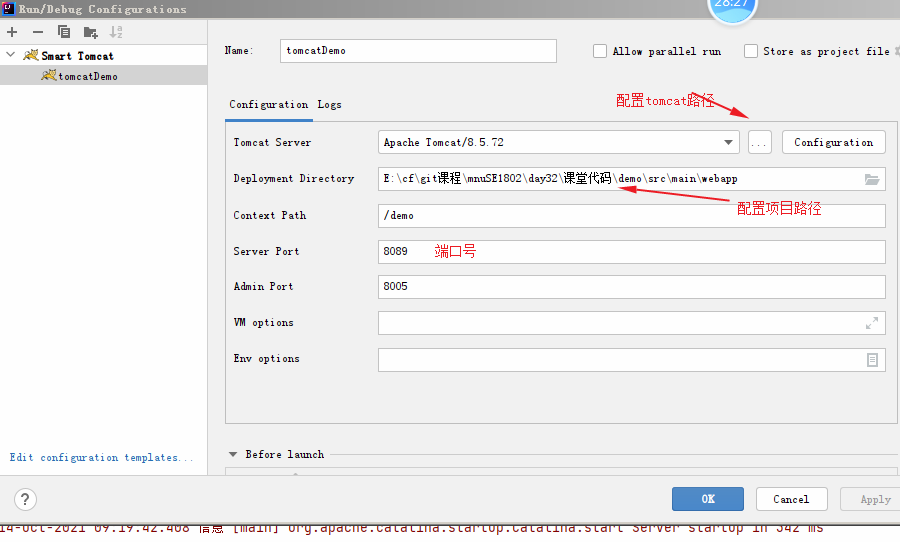 Run/Debug Configurations
28:27
Smart Tomcat
tomcatDemo
Name:
tomcatDemo
Allow parallel run
Store as project file
Configuration
Logs
配置tomcat路径
Tomcat Server
Apache Tomcat/8.5.72
...
Configuration
Deployment Directory
E:\cf\git课程\mnuSE1802\day32\课堂代码\demo\src\main\webapp
配置项目路径
Context Path
/demo
Server Port
8089
端口号
Admin Port
8005
VM options
Env options
Edit configuration templates...
Before launch
?
OK
Cancel
Apply
14-Oct-2021 09:19:42.408 信息 [main] org.apache.catalina.startup.Catalina.start Server startup in 342 ms